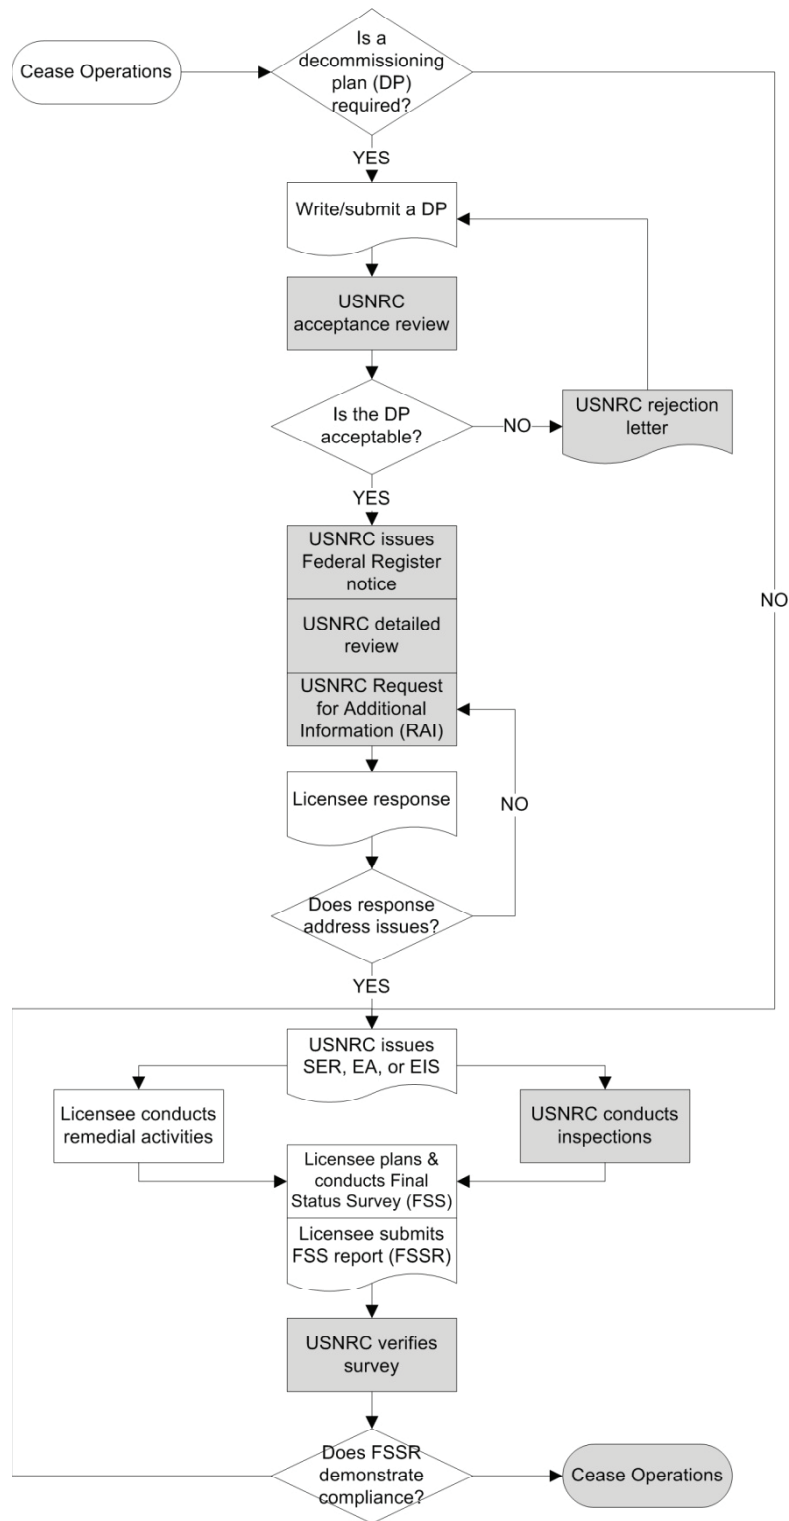 Cease Operations
Is a
decommissioning
plan (DP)
required?
YES
Write/submit a DP
USNRC
acceptance review
Is the DP
acceptable?
NO
USNRC rejection
letter
YES
USNRC issues
Federal Register
notice
NO
USNRC detailed
review
USNRC Request
for Additional
Information (RAI)
Licensee response
NO
Does response
address issues?
YES
USNRC issues
SER, EA, or EIS
Licensee conducts
remedial activities
USNRC conducts
inspections
Licensee plans &
conducts Final
Status Survey (FSS)
Licensee submits
FSS report (FSSR)
USNRC verifies
survey
Does FSSR
demonstrate
compliance?
Cease Operations